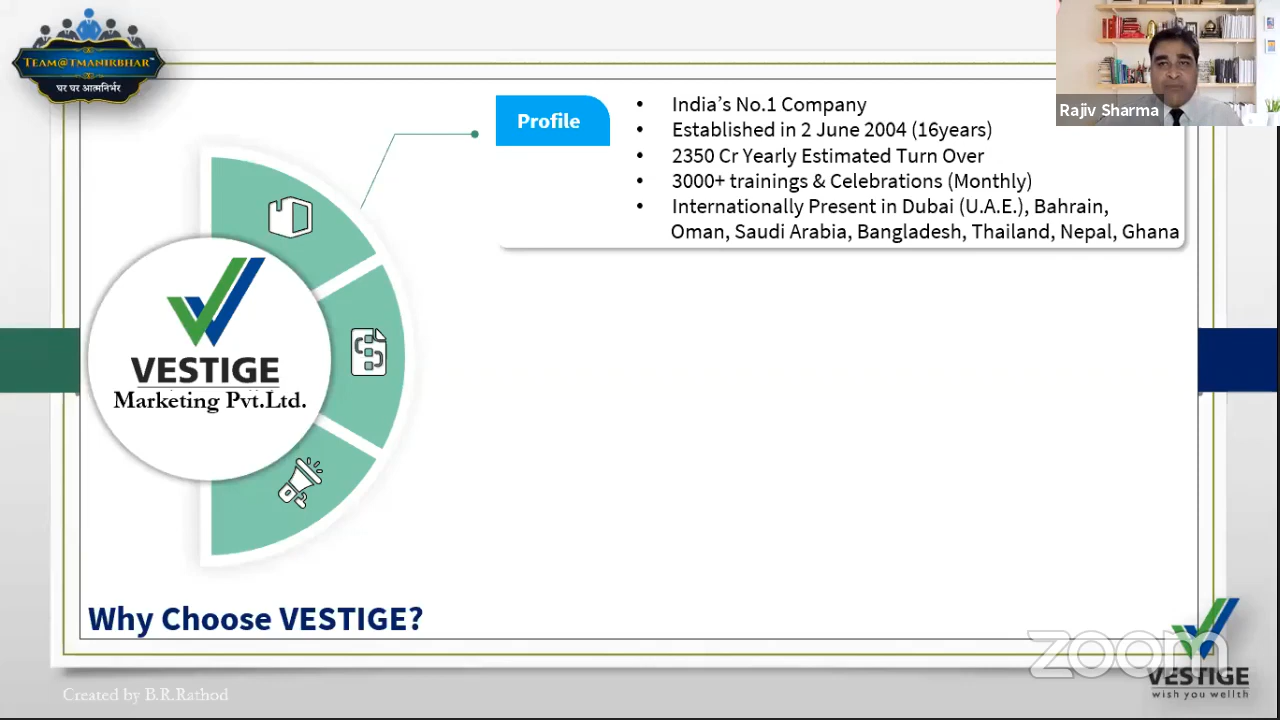 TEAM@TMANIRBHAR
घर घर आत्मनिर्भर
Rajiv Sharma
Profile
• India's No.1 Company
• Established in 2 June 2004 (16years)
• 2350 Cr Yearly Estimated Turn Over
• 3000+ trainings & Celebrations (Monthly)
• Internationally Present in Dubai (U.A.E.), Bahrain,
Oman, Saudi Arabia, Bangladesh, Thailand, Nepal, Ghana
VESTIGE
Marketing Pvt.Ltd.
Why Choose VESTIGE?
zoom
VESTIGE
wish you wellth
Created by B.R.Rathod